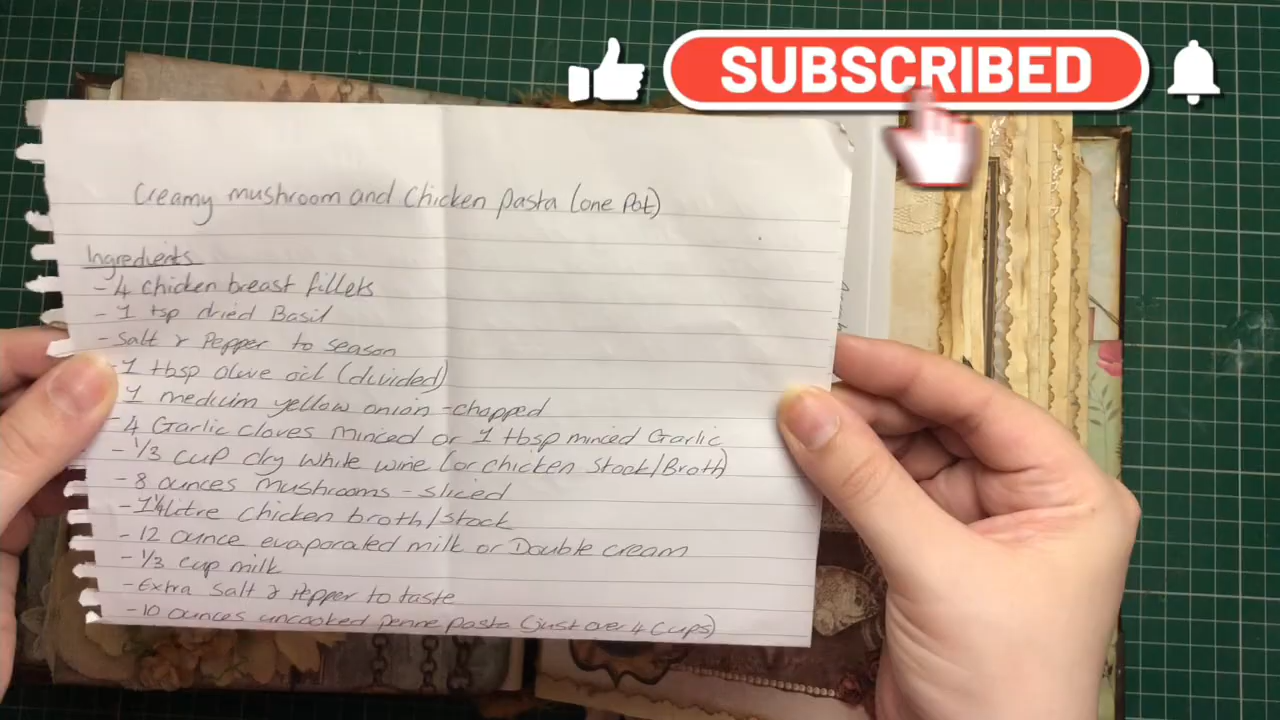 SUBSCRIBED
Creamy mushroom and Chicken Pasta (one Pot)
Ingredients
- 4 chicken breast fillets
- 1 tsp dried Basil
- Salt & Pepper to season
- 1 tbsp olive oil (divided)
1 medium yellow onion - chopped
- 4 Garlic cloves minced or 1 tbsp minced Garlic
- 1/3 cup dry white wine (or chicken stock/Broth)
- 8 ounces mushrooms - sliced
- 1 1/4 litre chicken broth/stock
- 12 ounce evaporated milk or Double cream
- 1/3 cup milk
- Extra Salt & Pepper to taste
- 10 ounces uncooked penne pasta (just over 4 cups)